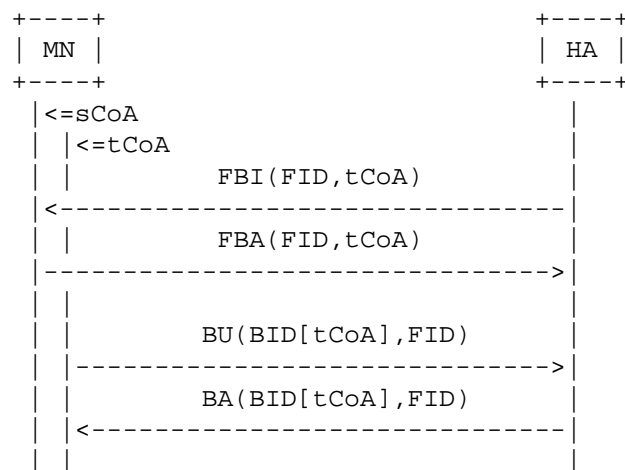 MN HA
<=sCoA
<=tCoA
FBI(FID,tCoA)
FBA(FID,tCoA)
BU(BID[tCoA],FID)
BA(BID[tCoA],FID)